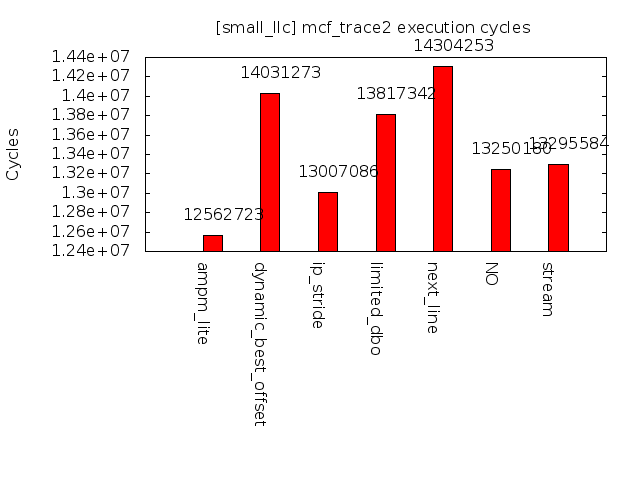 [small_llc] mcf_trace2 execution cycles
14304253
1.44e+07
1.42e+07
14031273
1.4e+07
13817342
1.38e+07
1.36e+07
13295584
13250180
1.34e+07
13007086
1.32e+07
1.3e+07
12562723
1.28e+07
1.26e+07
1.24e+07
Cycles
ampm_lite
dynamic_best_offset
ip_stride
limited_dbo
next_line
NO
stream